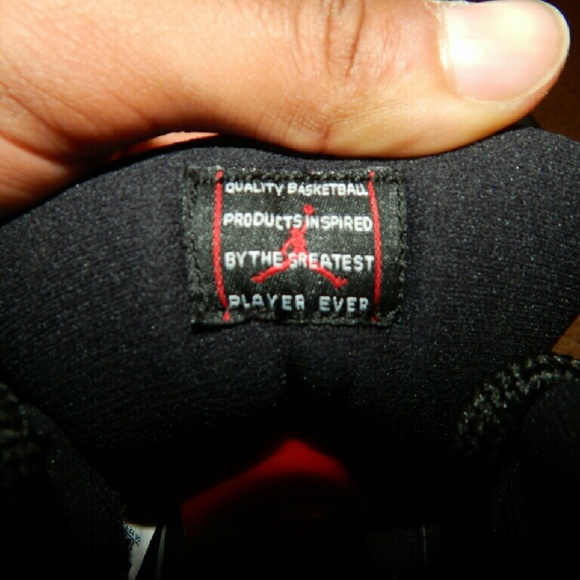 QUALITY BASKETBALL
PRODUCTS INSPIRED
BY THE GREATEST
PLAYER EVER